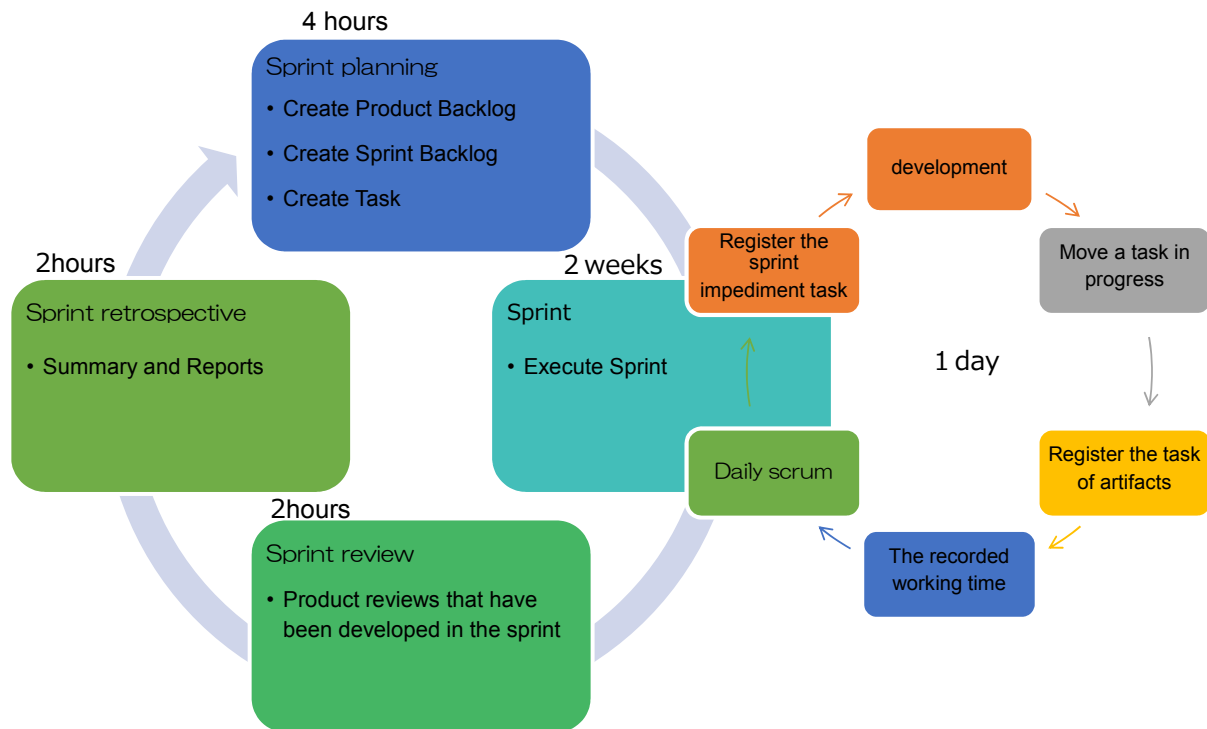 4 hours
Sprint planning
• Create Product Backlog
• Create Sprint Backlog
• Create Task
2hours
Sprint retrospective
• Summary and Reports
2 weeks
Sprint
• Execute Sprint
2hours
Sprint review
• Product reviews that have
been developed in the sprint
development
Register the
sprint
impediment task
Move a task in
progress
1 day
Daily scrum
Register the task
of artifacts
The recorded
working time